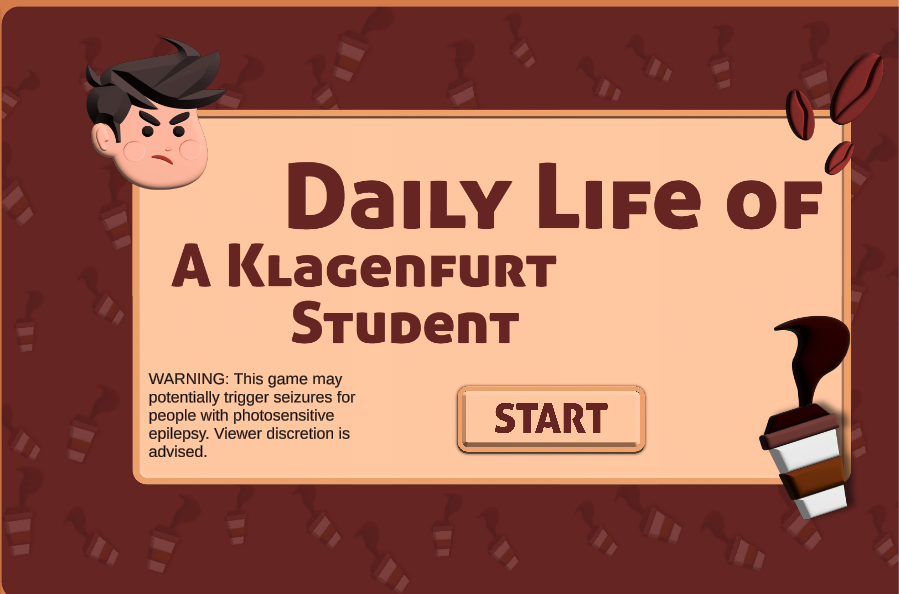 Daily Life of
A Klagenfurt
Student
WARNING: This game may
potentially trigger seizures for
people with photosensitive
epilepsy. Viewer discretion is
advised.
START